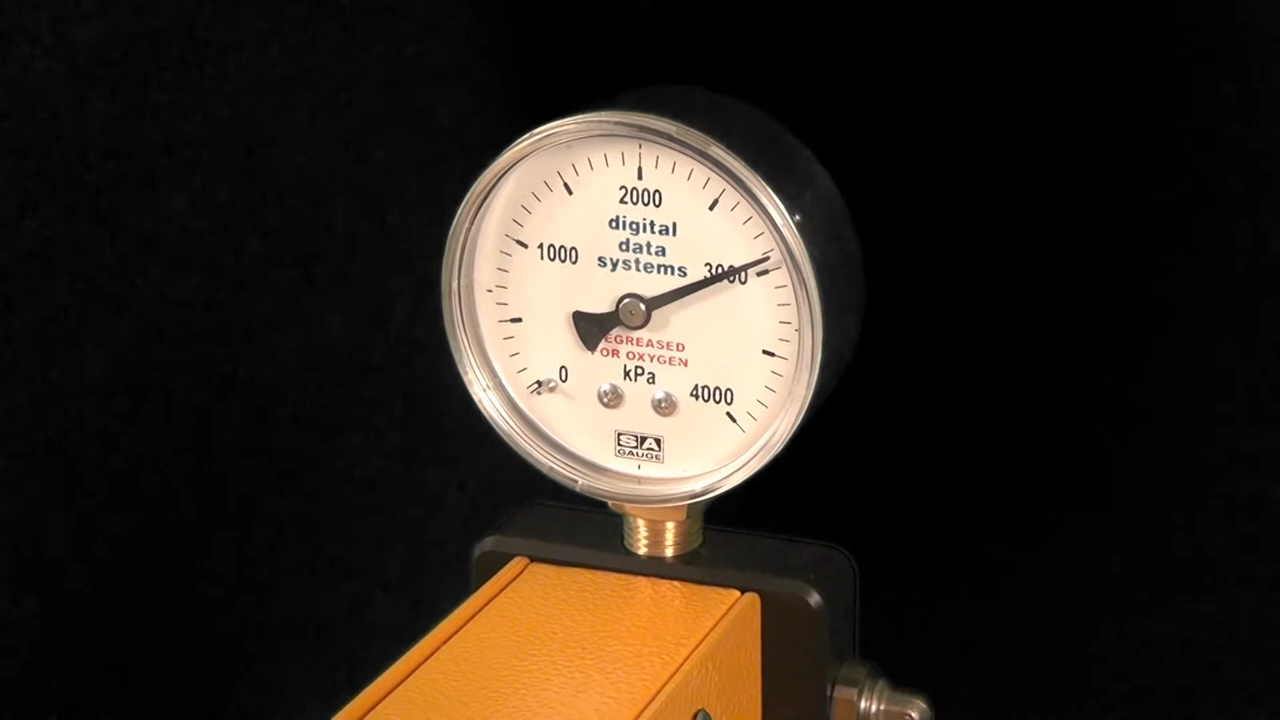 2000
digital
data
systems
1000
3000
EGREASED
FOR OXYGEN
0
kPa
4000
SA
GAUGE